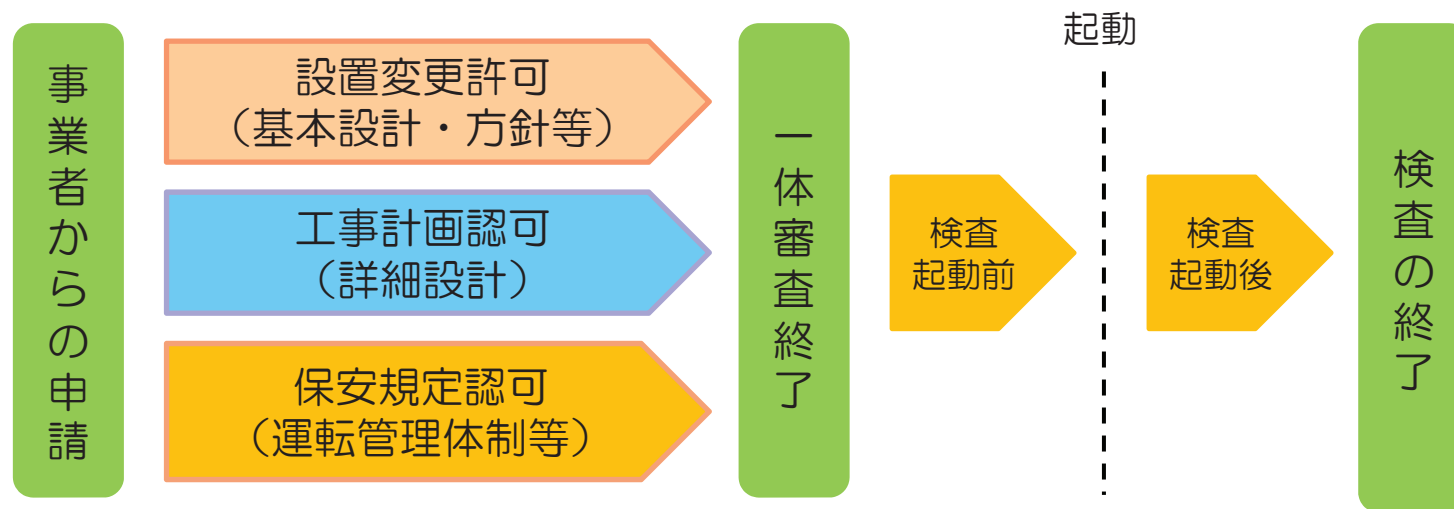 事業者からの申請
設置変更許可
（基本設計・方針等）
工事計画認可
（詳細設計）
保安規定認可
（運転管理体制等）
一体審査終了
検査
起動前
起動
検査
起動後
検査の終了